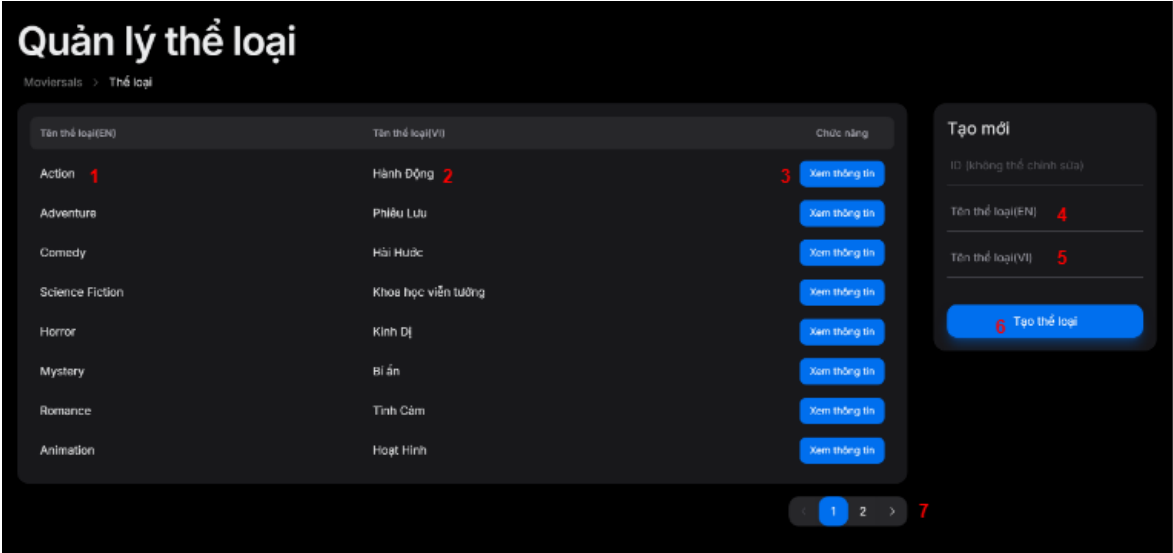 Quản lý thể loại
Moviersals > Thể loại
Tên thể loại(EN) Tên thể loại(VI) Chức năng
Action 1 Hành Động 2 3 Xem thông tin
Adventure Phiêu Lưu Xem thông tin
Comedy Hài Hước Xem thông tin
Science Fiction Khoa học viễn tưởng Xem thông tin
Horror Kinh Dị Xem thông tin
Mystery Bí ẩn Xem thông tin
Romance Tình Cảm Xem thông tin
Animation Hoạt Hình Xem thông tin
< 1 2 > 7
Tạo mới
ID (không thể chỉnh sửa)
Tên thể loại(EN) 4
Tên thể loại(VI) 5
6 Tạo thể loại